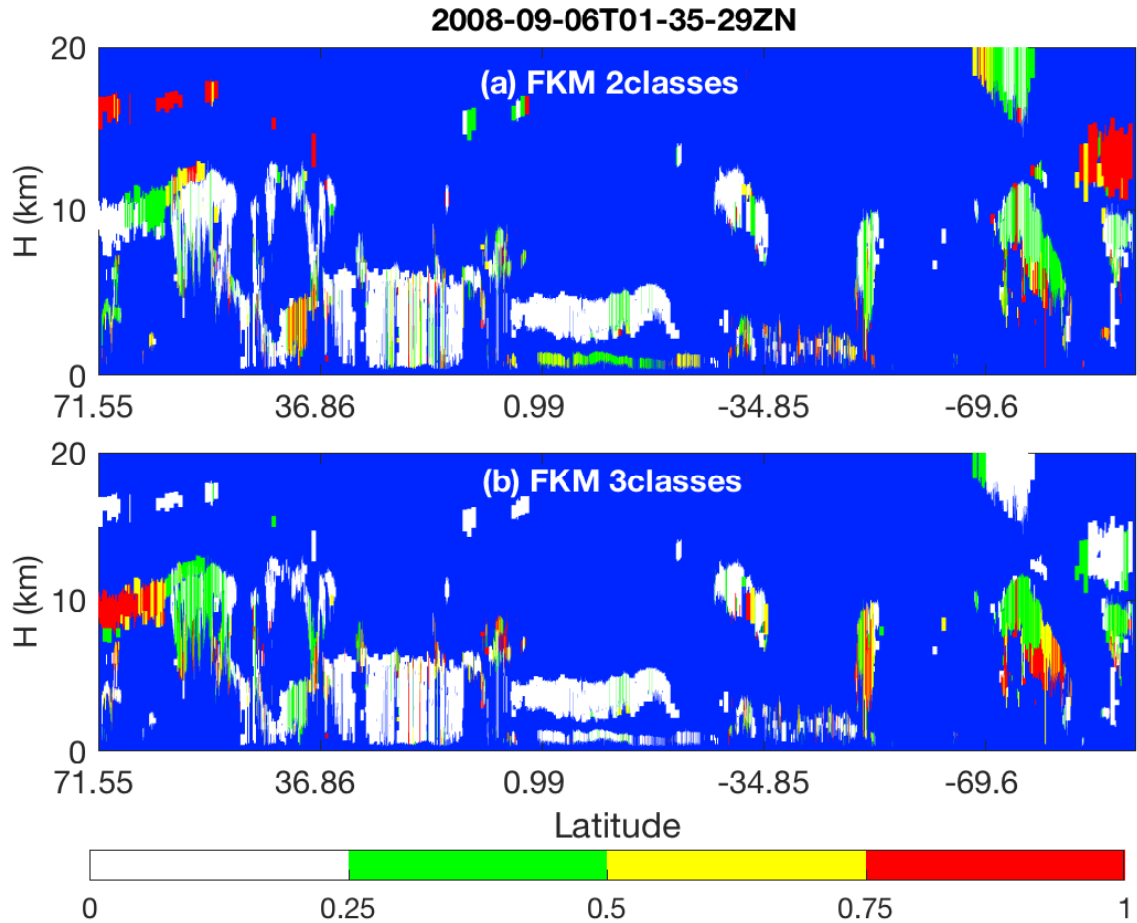 2008-09-06T01-35-29ZN
20
(a) FKM 2classes
10
H (km)
0
71.55 36.86 0.99 -34.85 -69.6
20
(b) FKM 3classes
10
H (km)
0
71.55 36.86 0.99 -34.85 -69.6
Latitude
0 0.25 0.5 0.75 1